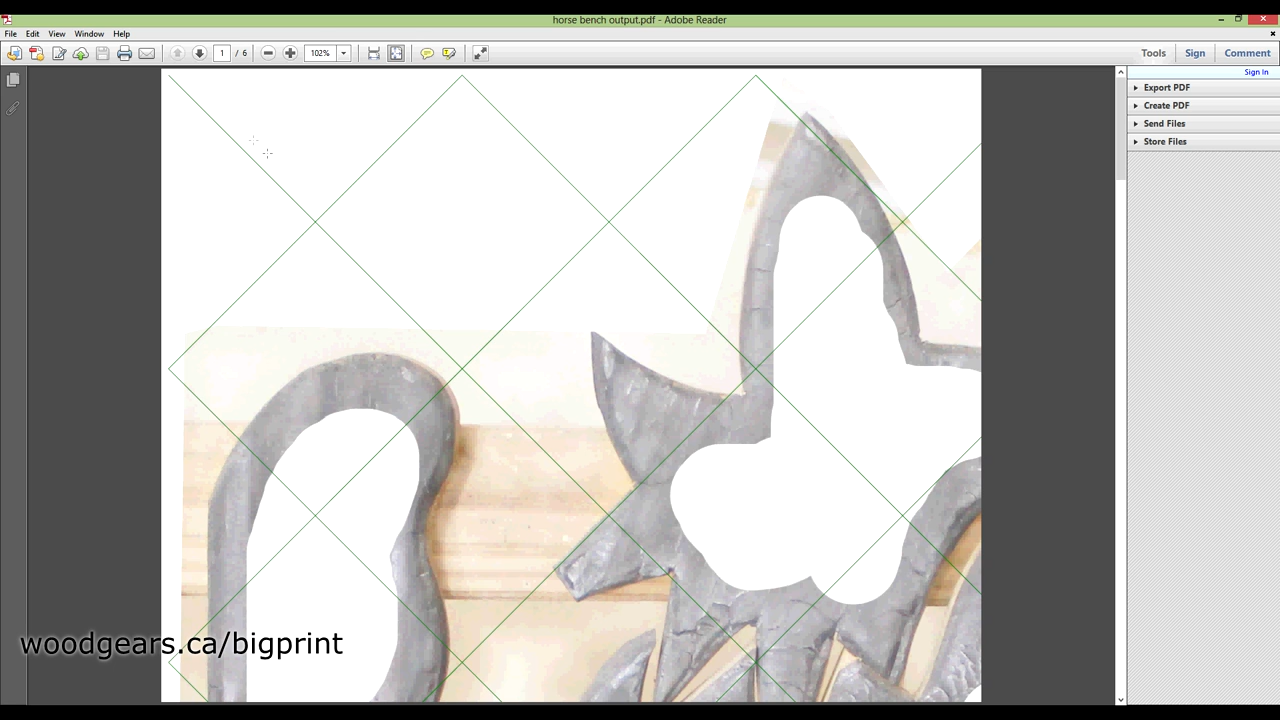 horse bench output.pdf - Adobe Reader
File Edit View Window Help
1 / 6 102% Tools Sign Comment
Sign In
Export PDF
Create PDF
Send Files
Store Files
woodgears.ca/bigprint